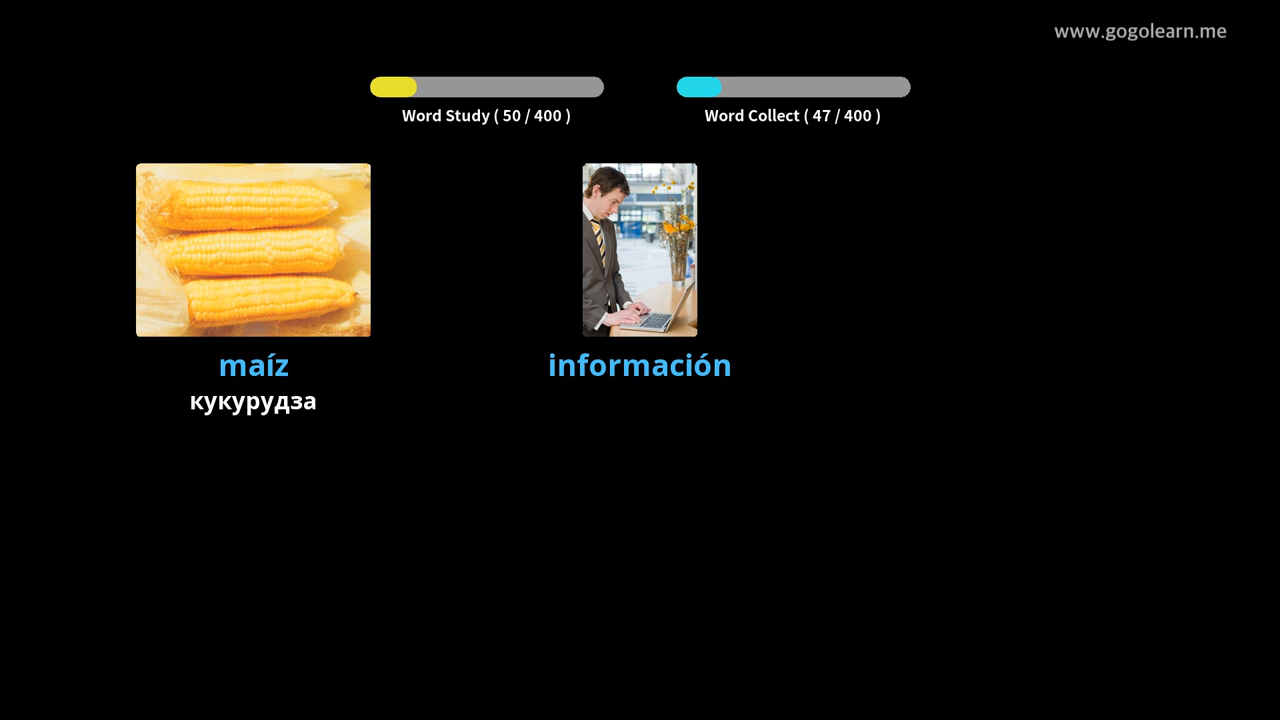 www.gogolearn.me
Word Study ( 50 / 400 )
Word Collect ( 47 / 400 )
maíz
кукурудза
información